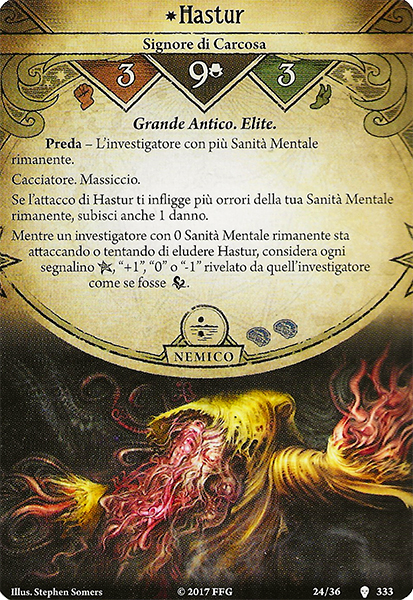 Hastur
Signore di Carcosa
3
9
3
Grande Antico. Elite.
Preda – L'investigatore con più Sanità Mentale
rimanente.
Cacciatore. Massiccio.
Se l'attacco di Hastur ti infligge più orrori della tua Sanità Mentale
rimanente, subisci anche 1 danno.
Mentre un investigatore con 0 Sanità Mentale rimanente sta
attaccando o tentando di eludere Hastur, considera ogni
segnalino , "+1", "0" o "-1" rivelato da quell'investigatore
come se fosse .
NEMICO
Illus. Stephen Somers
© 2017 FFG
24/36
333